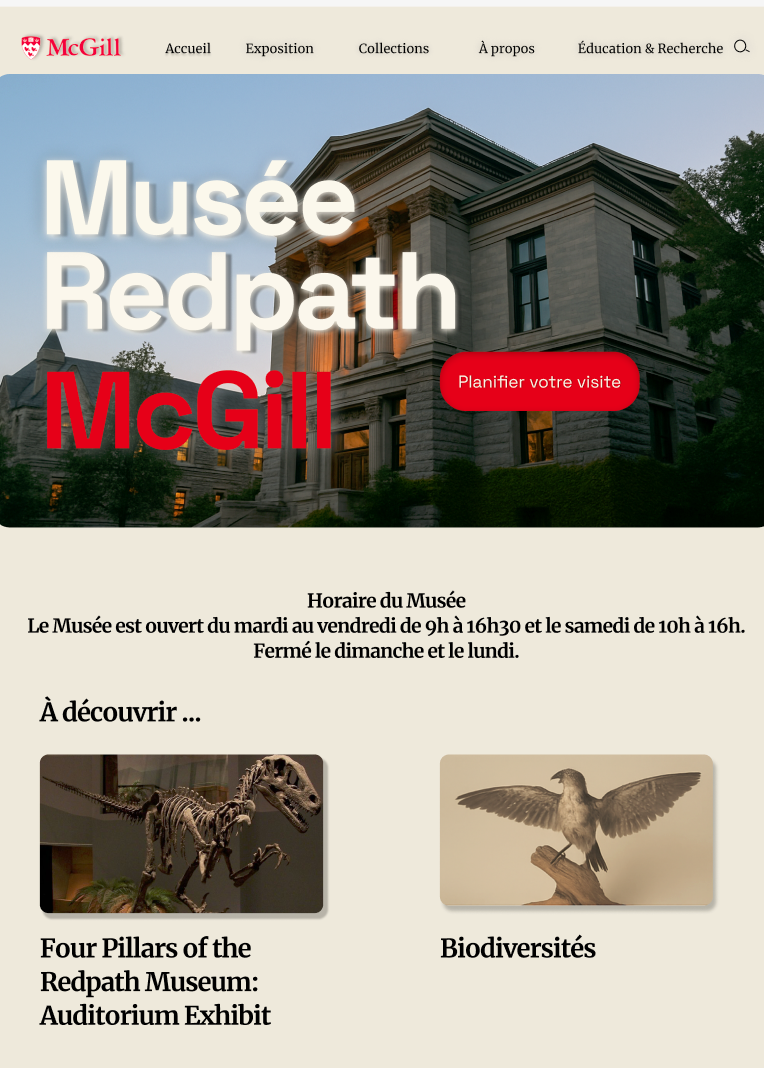 McGill
Accueil
Exposition
Collections
À propos
Éducation & Recherche
Musée
Redpath
McGill
Planifier votre visite
Horaire du Musée
Le Musée est ouvert du mardi au vendredi de 9h à 16h30 et le samedi de 10h à 16h.
Fermé le dimanche et le lundi.
À découvrir ...
Four Pillars of the
Redpath Museum:
Auditorium Exhibit
Biodiversités